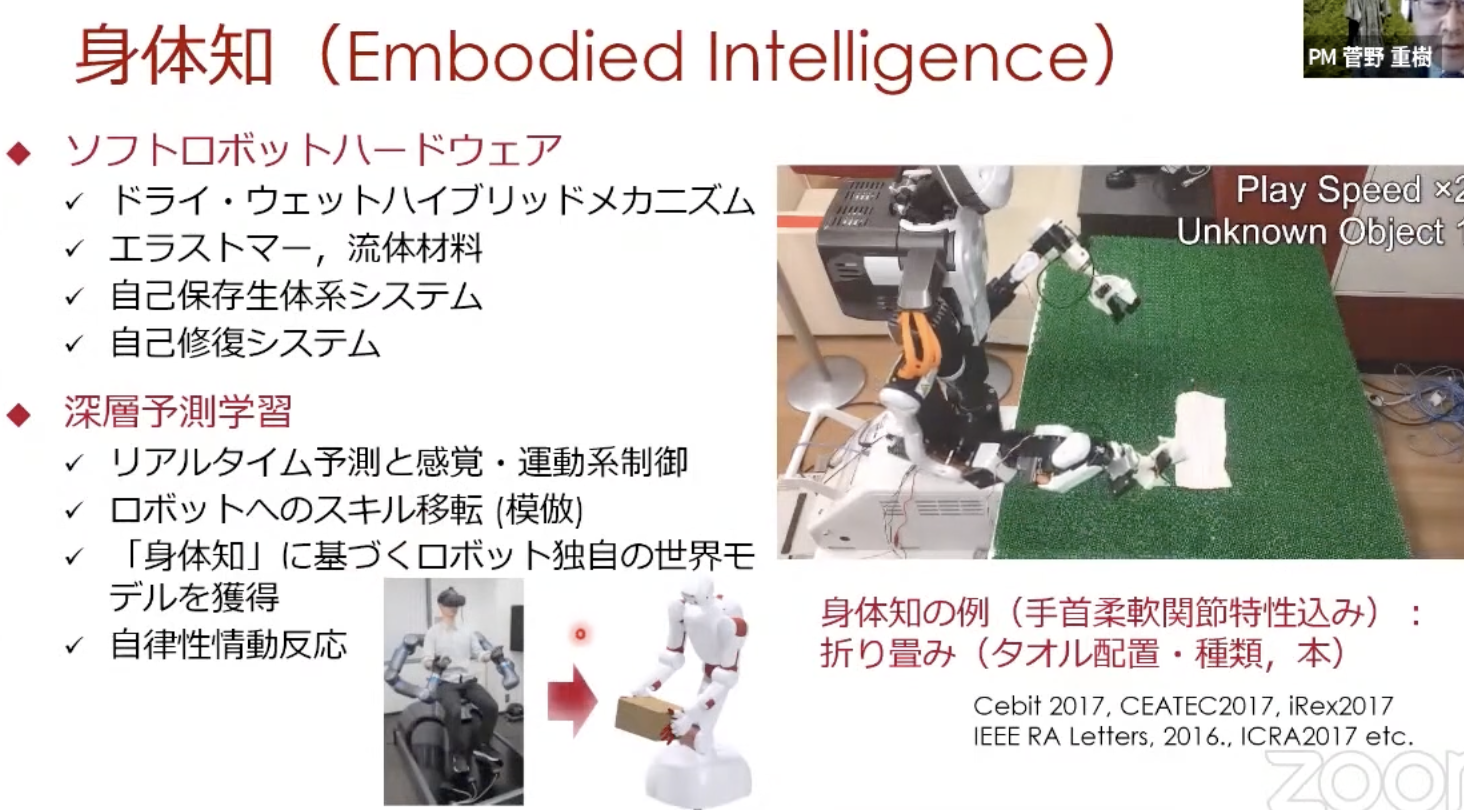 身体知（Embodied Intelligence）
PM 菅野 重樹
◆ ソフトロボットハードウェア
✓ ドライ・ウェットハイブリッドメカニズム
✓ エラストマー，流体材料
✓ 自己保存生体系システム
✓ 自己修復システム
◆ 深層予測学習
✓ リアルタイム予測と感覚・運動系制御
✓ ロボットへのスキル移転 (模倣)
✓ 「身体知」に基づくロボット独自の世界モ
デルを獲得
✓ 自律性情動反応
Play Speed ×2
Unknown Object 1
身体知の例（手首柔軟関節特性込み）：
折り畳み（タオル配置・種類，本）
Cebit 2017, CEATEC2017, iRex2017
IEEE RA Letters, 2016., ICRA2017 etc.
zoom